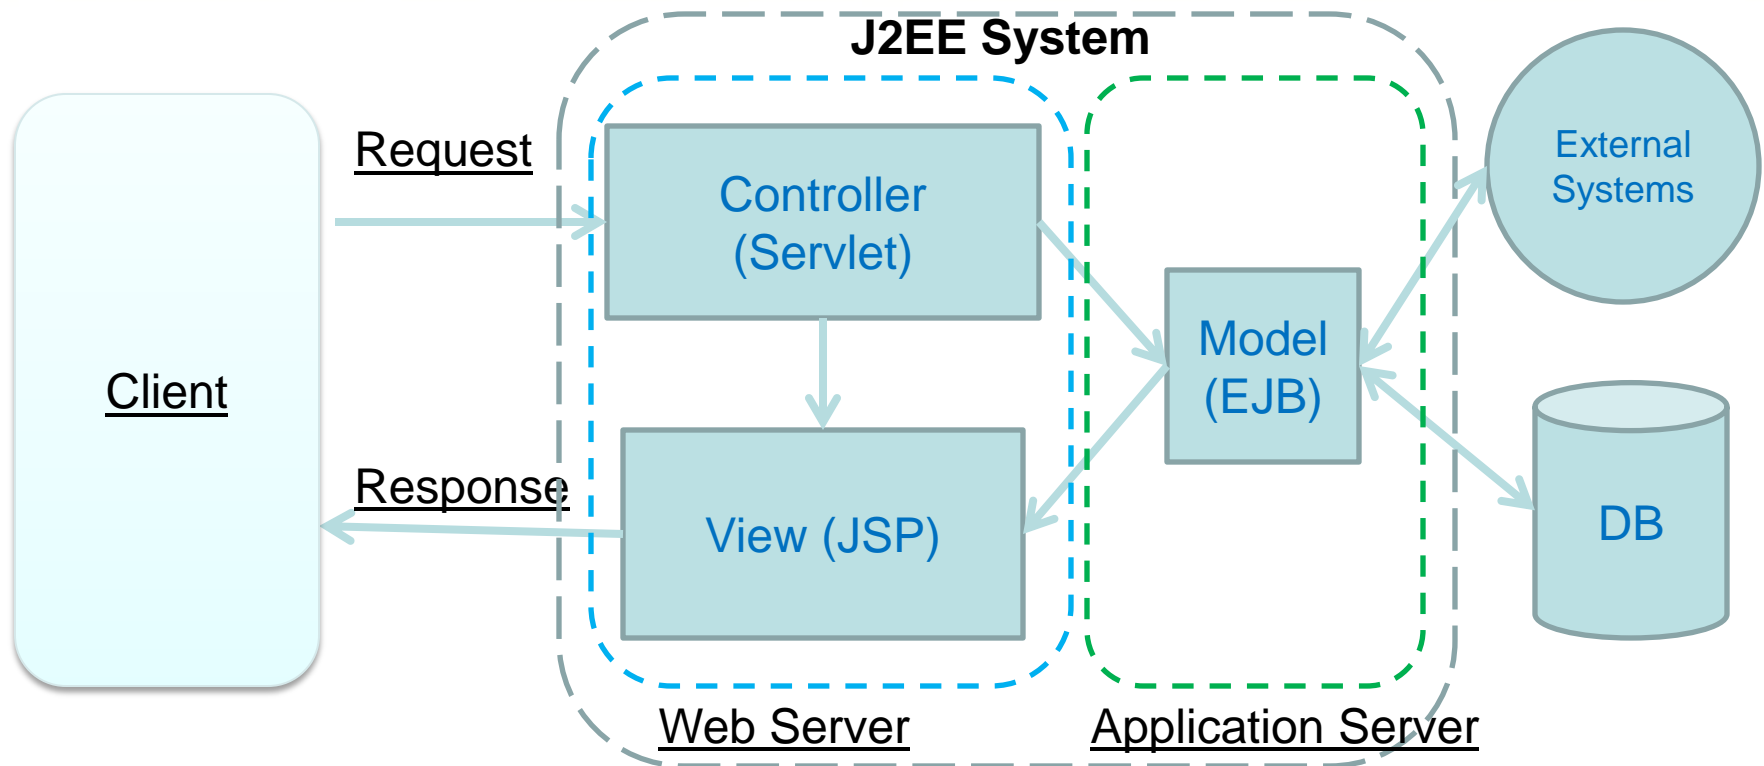 J2EE System
Request
Controller
(Servlet)
External
Systems
Client
Model
(EJB)
Response
View (JSP)
DB
Web Server
Application Server